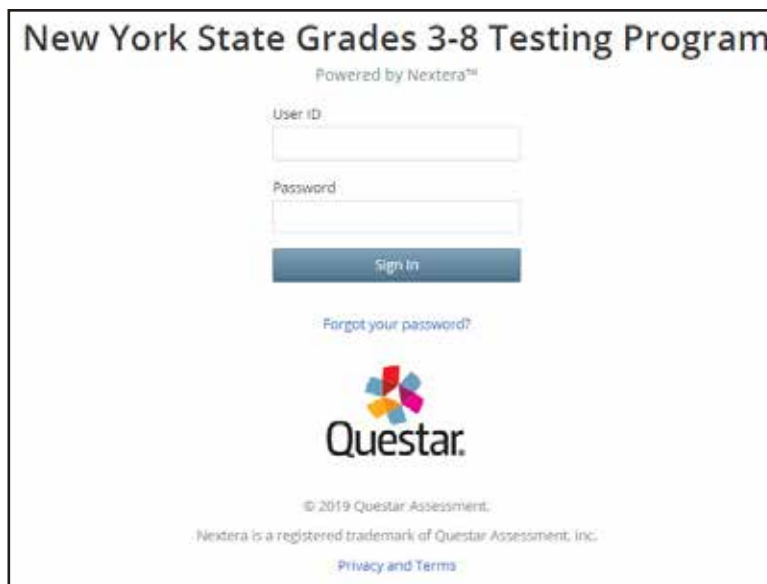 New York State Grades 3-8 Testing Program
Powered by Nextera™
User ID
Password
Sign In
Forgot your password?
Questar.
© 2019 Questar Assessment.
Nextera is a registered trademark of Questar Assessment, Inc.
Privacy and Terms